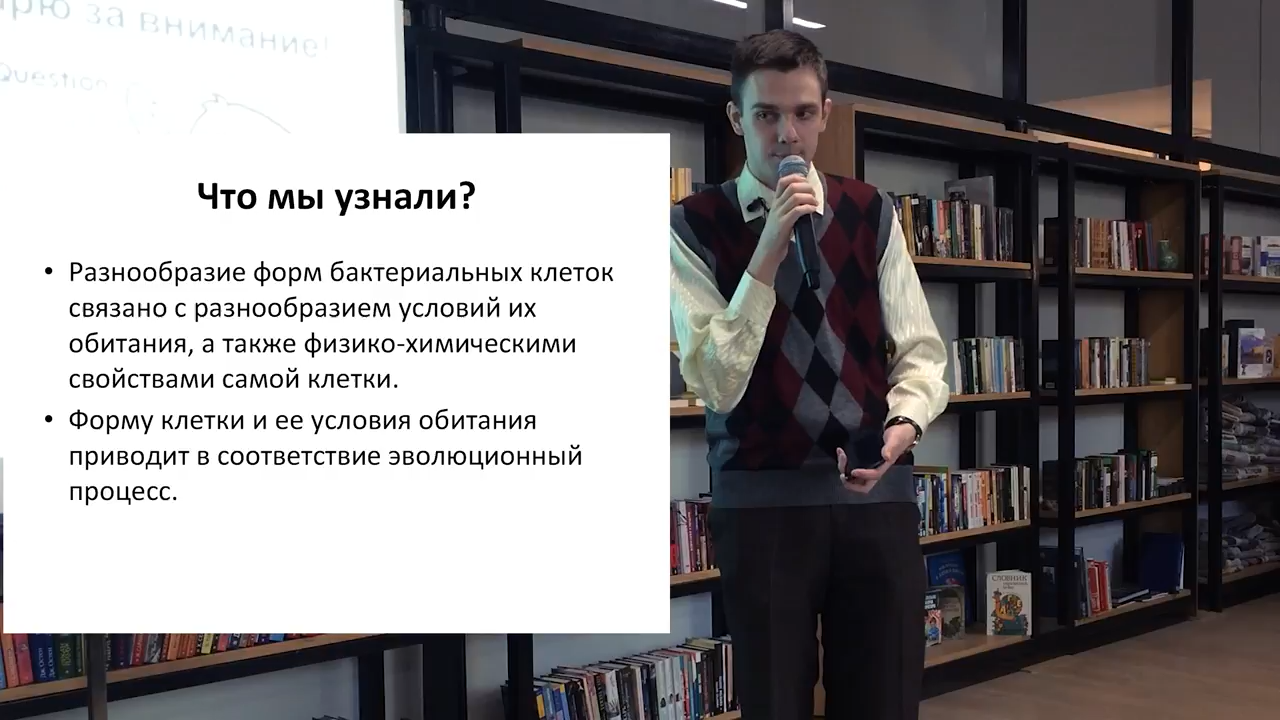 за внимание!
Question
Что мы узнали?
• Разнообразие форм бактериальных клеток
связано с разнообразием условий их
обитания, а также физико-химическими
свойствами самой клетки.
• Форму клетки и ее условия обитания
приводит в соответствие эволюционный
процесс.
СЛОВАРЬ